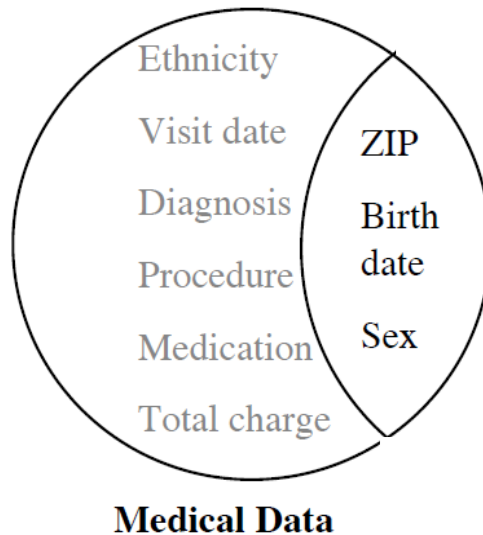 Ethnicity
Visit date
Diagnosis
Procedure
Medication
Total charge
ZIP
Birth
date
Sex
Medical Data